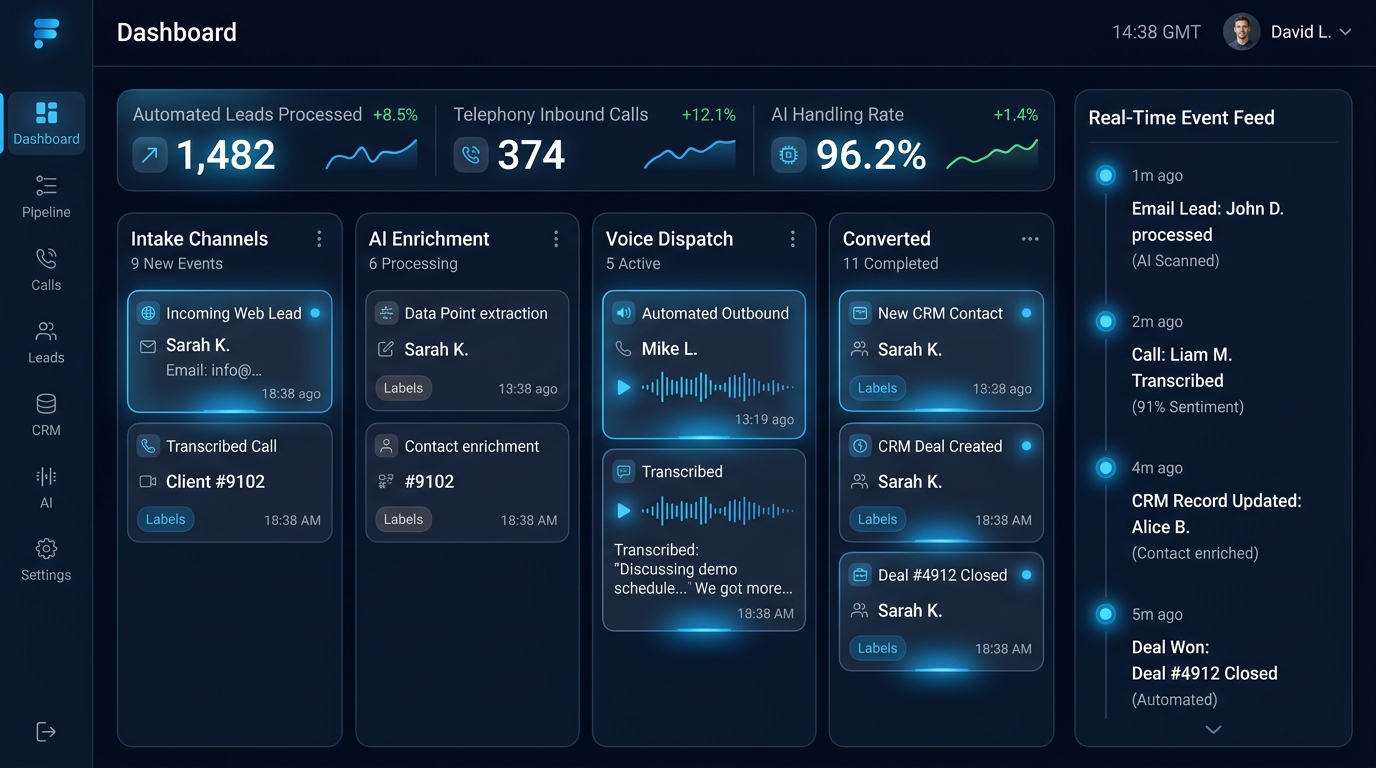 Dashboard
14:38 GMT
David L.
Dashboard
Pipeline
Calls
Leads
CRM
AI
Settings
Automated Leads Processed
+8.5%
1,482
Telephony Inbound Calls
+12.1%
374
AI Handling Rate
+1.4%
96.2%
Intake Channels
9 New Events
Incoming Web Lead
Sarah K.
Email: info@...
18:38 ago
Transcribed Call
Client #9102
Labels
18:38 AM
AI Enrichment
6 Processing
Data Point extraction
Sarah K.
Labels
13:38 ago
Contact enrichment
#9102
Labels
18:38 AM
Voice Dispatch
5 Active
Automated Outbound
Mike L.
13:19 ago
Transcribed
Transcribed:
"Discussing demo
schedule..." We got more...
18:38 AM
Converted
11 Completed
New CRM Contact
Sarah K.
Labels
13:28 ago
CRM Deal Created
Sarah K.
Labels
18:38 AM
Deal #4912 Closed
Sarah K.
Labels
18:38 AM
Real-Time Event Feed
1m ago
Email Lead: John D.
processed
(AI Scanned)
2m ago
Call: Liam M.
Transcribed
(91% Sentiment)
4m ago
CRM Record Updated:
Alice B.
(Contact enriched)
5m ago
Deal Won:
Deal #4912 Closed
(Automated)